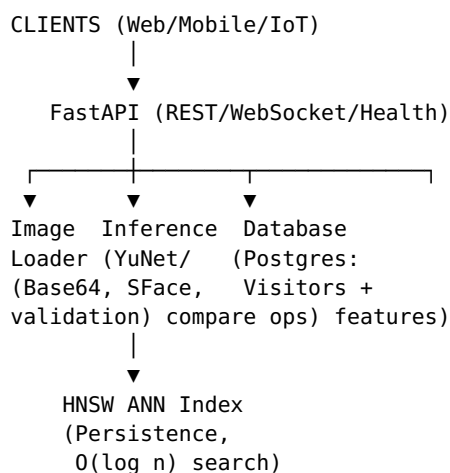 CLIENTS (Web/Mobile/IoT)
FastAPI (REST/WebSocket/Health)
Image Inference Database
Loader (YuNet/ (Postgres:
(Base64, SFace, Visitors +
validation) compare ops) features)
HNSW ANN Index
(Persistence,
O(log n) search)